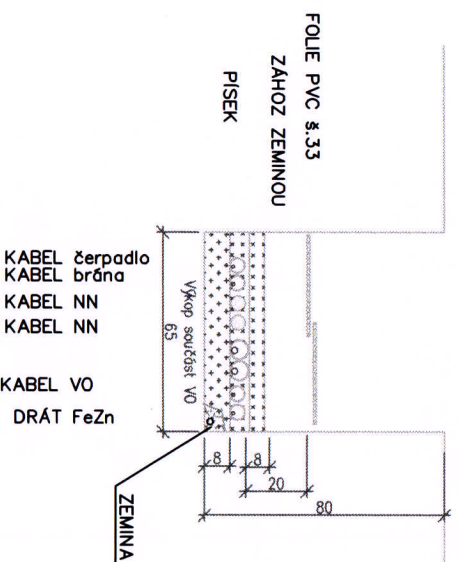 FOLIE PVC š.33
ZÁHOZ ZEMINOU
PÍSEK
KABEL čerpadlo
KABEL brána
KABEL NN
KABEL NN
KABEL VO
DRÁT FeZn
Výkop součást VO
65
8
8
20
80
ZEMINA